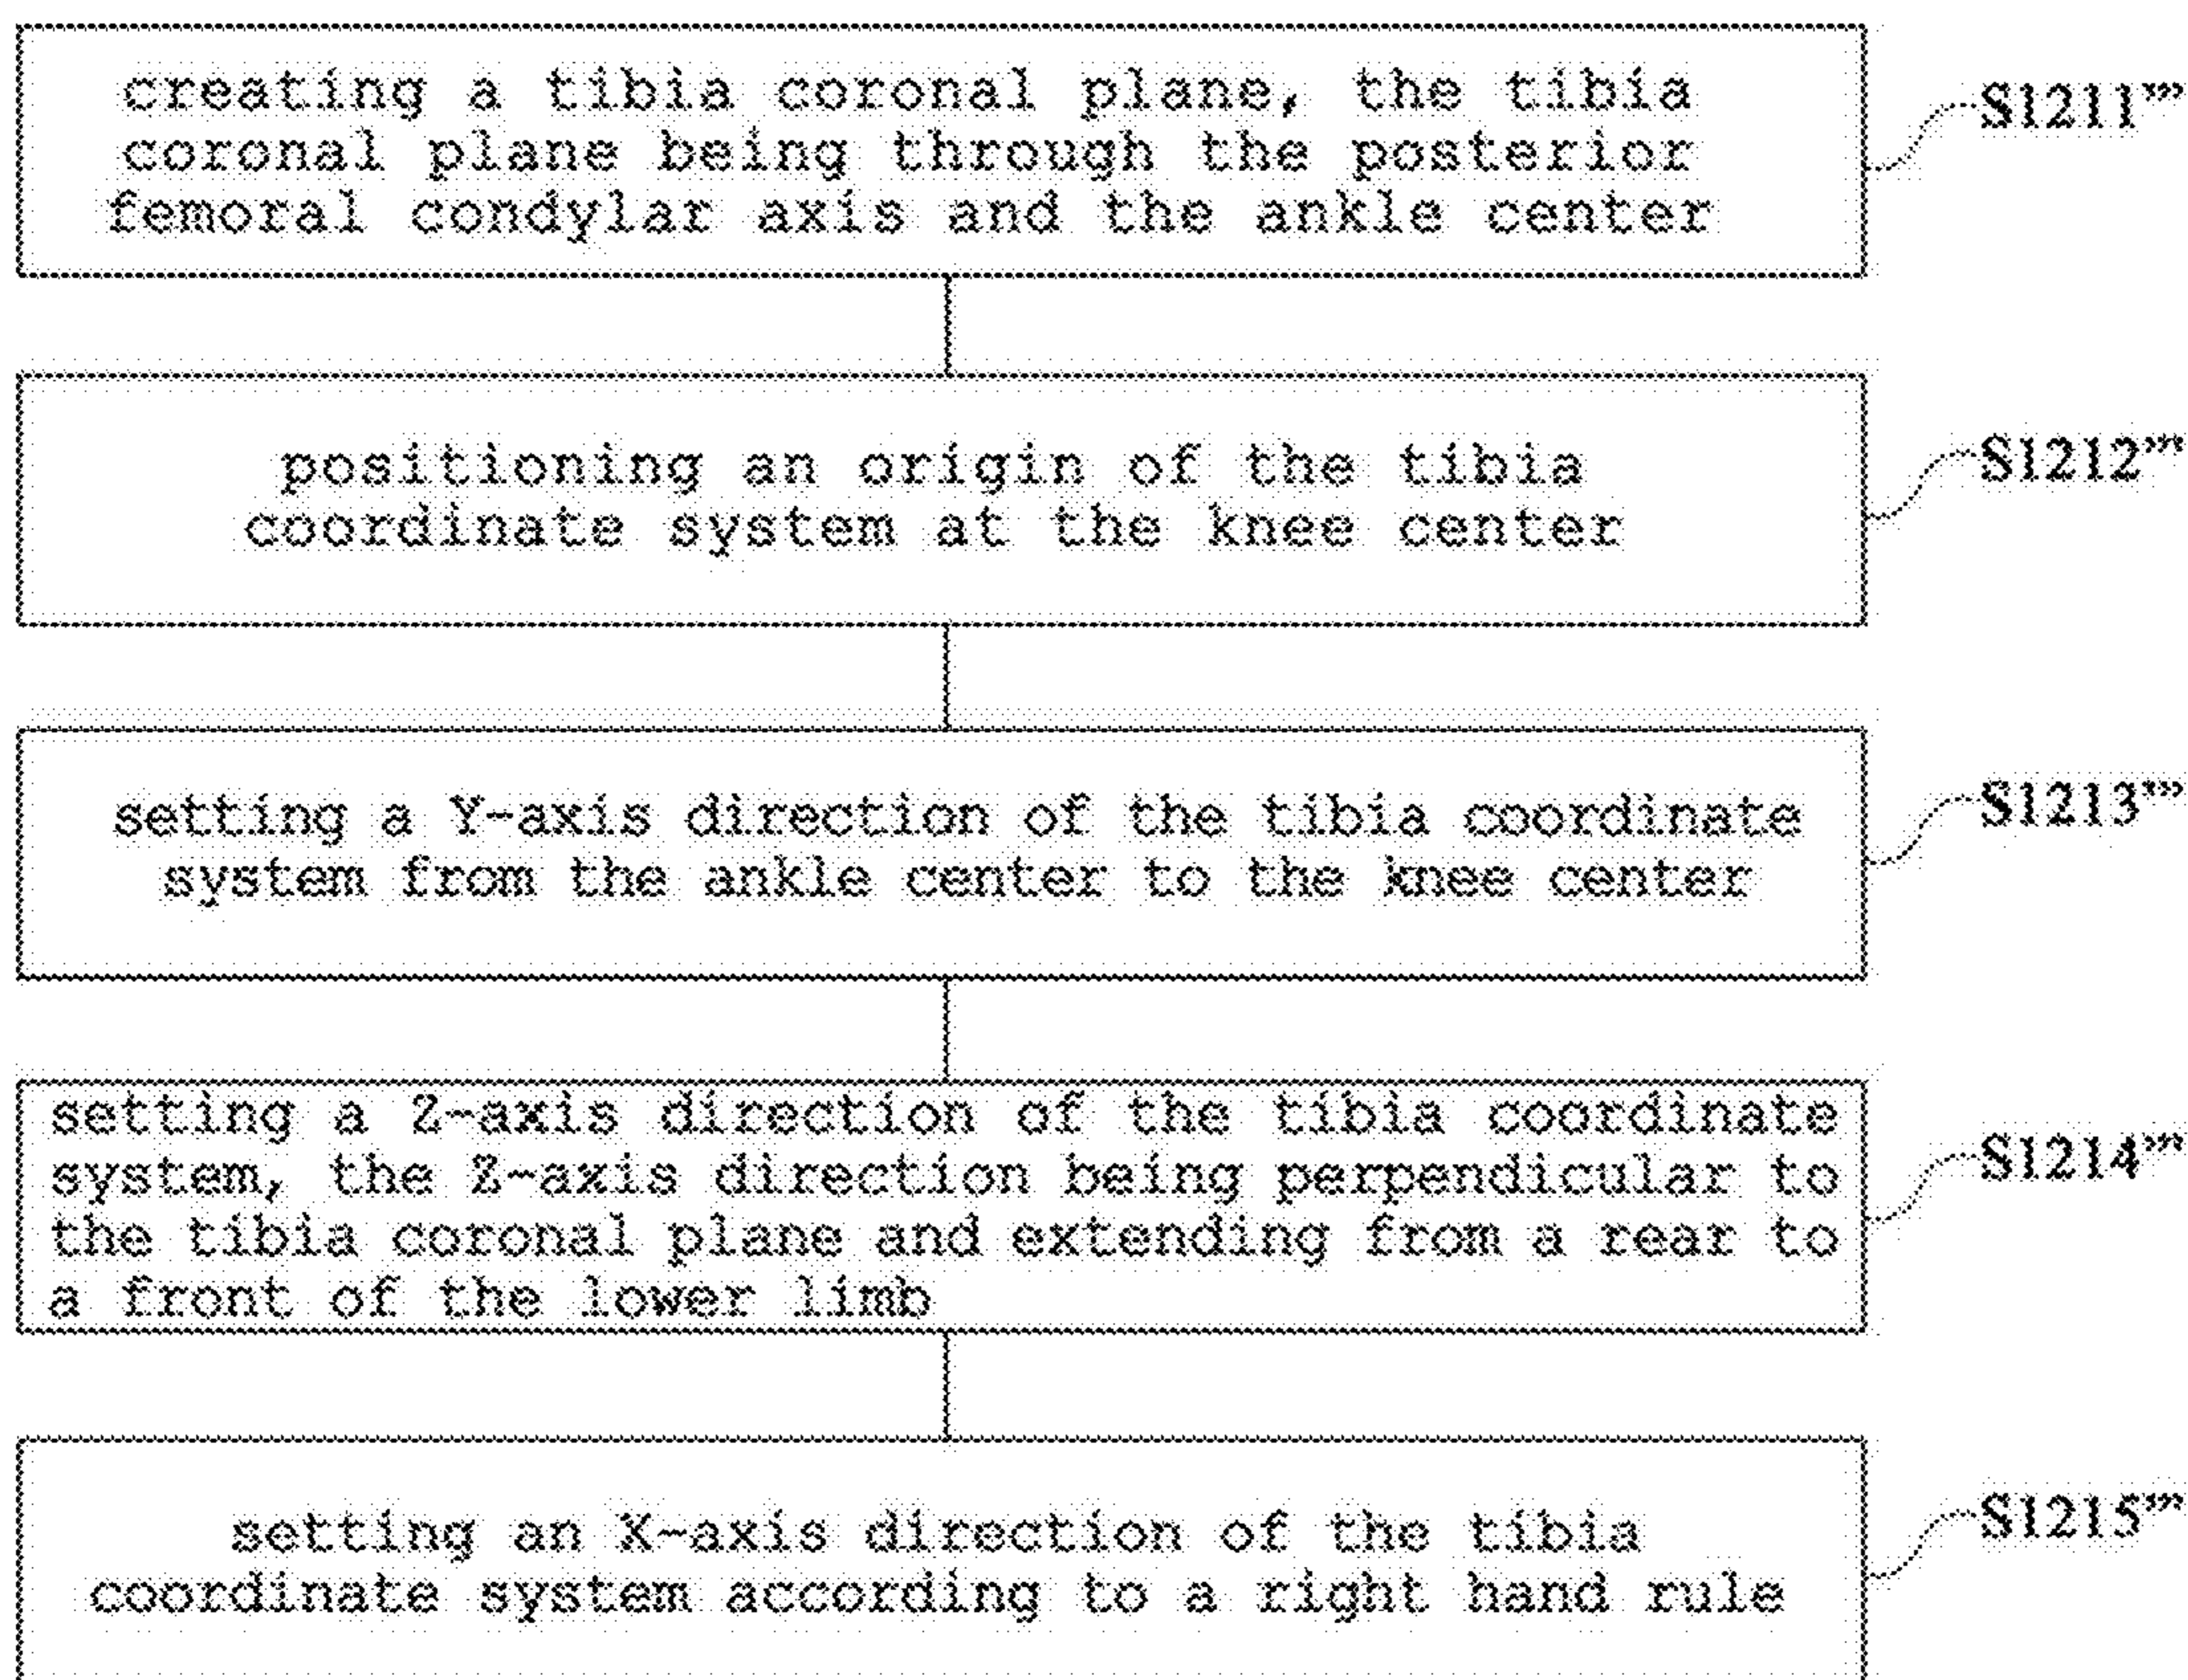 creating a tibia coronal plane, the tibia
coronal plane being through the posterior
femoral condylar axis and the ankle center
S1211'''
positioning an origin of the tibia
coordinate system at the knee center
S1212'''
setting a Y-axis direction of the tibia coordinate
system from the ankle center to the knee center
S1213'''
setting a Z-axis direction of the tibia coordinate
system, the Z-axis direction being perpendicular to
the tibia coronal plane and extending from a rear to
a front of the lower limb
S1214'''
setting an X-axis direction of the tibia
coordinate system according to a right hand rule
S1215'''